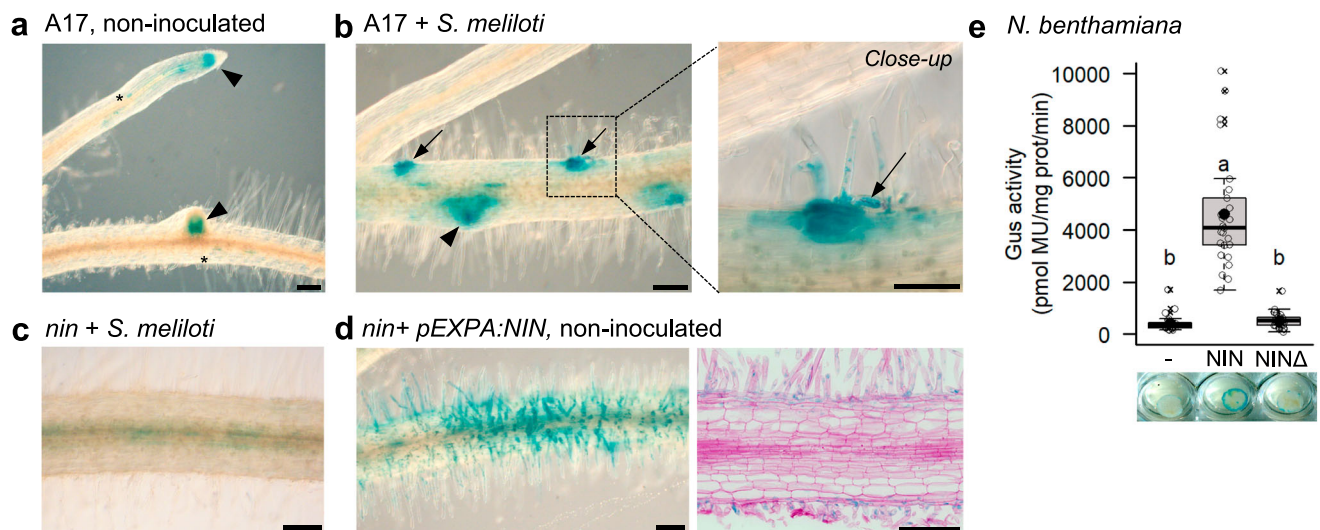 a A17, non-inoculated
*
*
b A17 + S. meliloti
Close-up
c nin + S. meliloti
d nin+ pEXPA:NIN, non-inoculated
e N. benthamiana
Gus activity
(pmol MU/mg prot/min)
10000
8000
6000
4000
2000
0
b
a
b
- NIN NINΔ